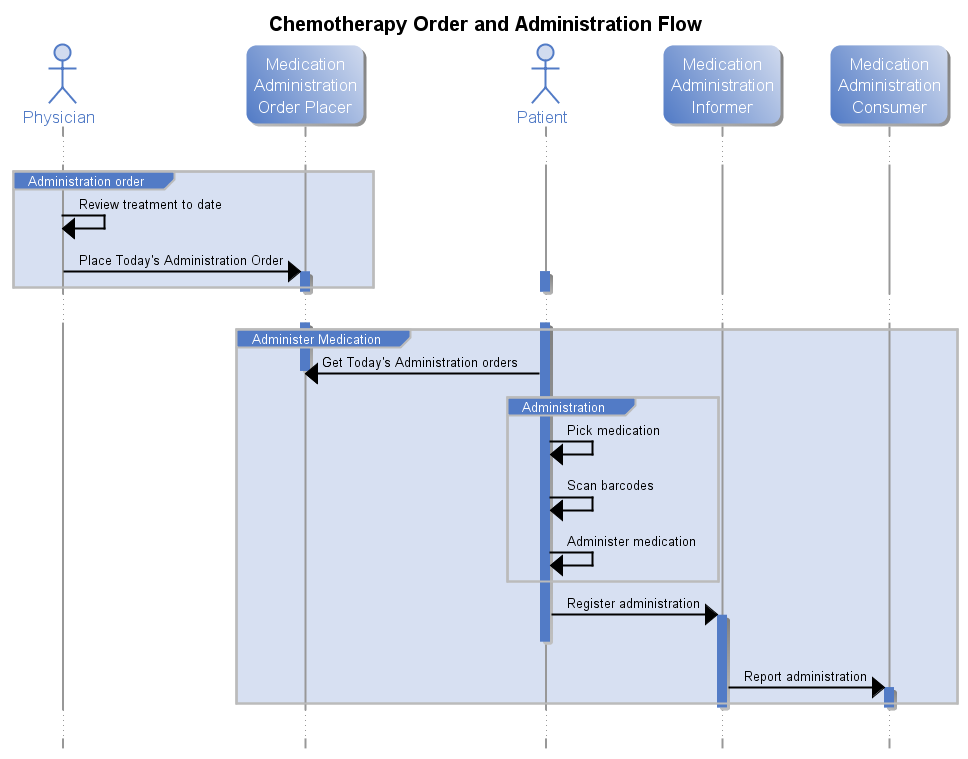 Chemotherapy Order and Administration Flow
Physician
Medication
Administration
Order Placer
Patient
Medication
Administration
Informer
Medication
Administration
Consumer
Administration order
Review treatment to date
Place Today's Administration Order
Administer Medication
Get Today's Administration orders
Administration
Pick medication
Scan barcodes
Administer medication
Register administration
Report administration